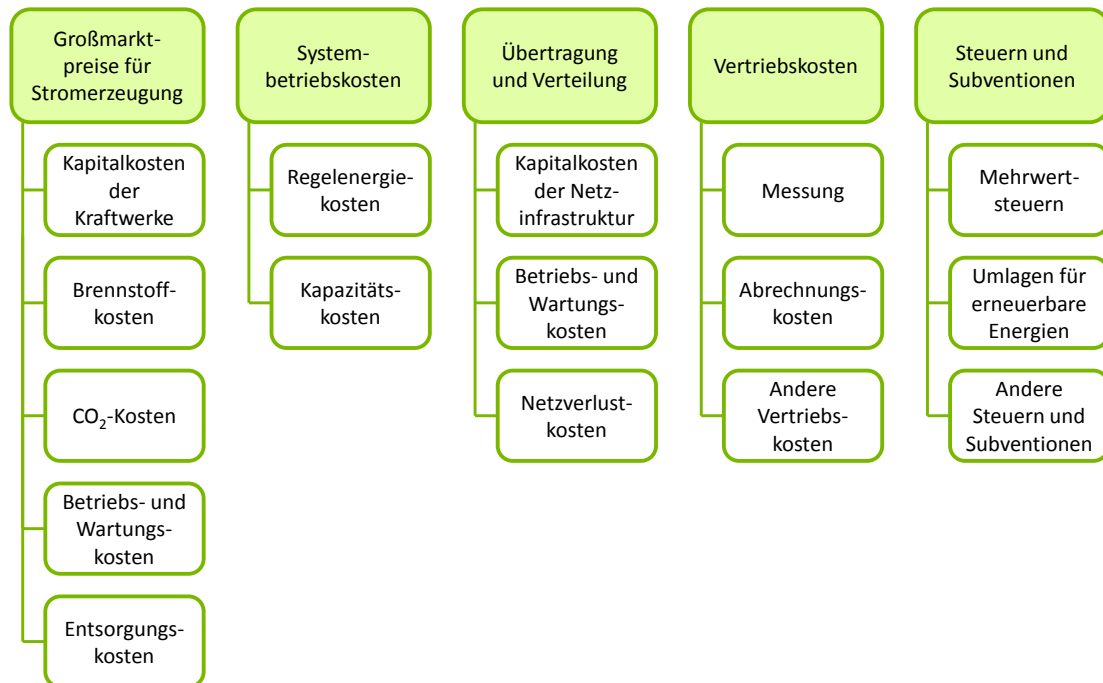 Großmarkt-
preise für
Stromerzeugung
Kapitalkosten
der
Kraftwerke
Brennstoff-
kosten
CO₂-Kosten
Betriebs- und
Wartungs-
kosten
Entsorgungs-
kosten
System-
betriebskosten
Regelenergie-
kosten
Kapazitäts-
kosten
Übertragung
und Verteilung
Kapitalkosten
der Netz-
infrastruktur
Betriebs- und
Wartungs-
kosten
Netzverlust-
kosten
Vertriebskosten
Messung
Abrechnungs-
kosten
Andere
Vertriebs-
kosten
Steuern und
Subventionen
Mehrwert-
steuern
Umlagen für
erneuerbare
Energien
Andere
Steuern und
Subventionen